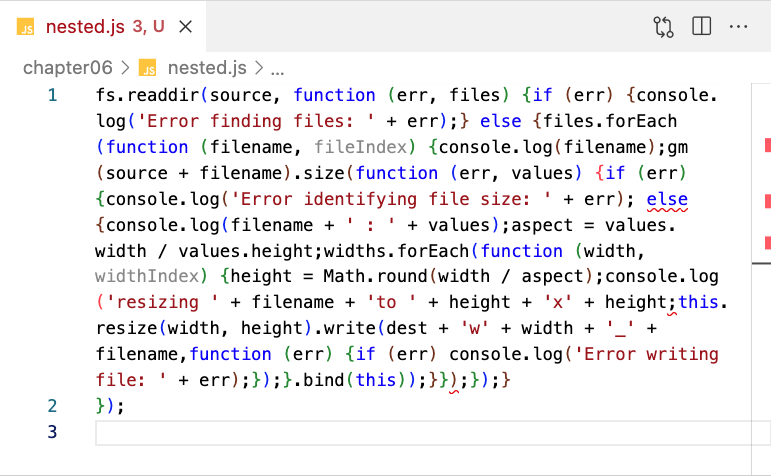 JS nested.js 3, U ×
chapter06 > JS nested.js > ...
1 fs.readdir(source, function (err, files) {if (err) {console.
log('Error finding files: ' + err);} else {files.forEach
(function (filename, fileIndex) {console.log(filename);gm
(source + filename).size(function (err, values) {if (err)
{console.log('Error identifying file size: ' + err); else
{console.log(filename + ' : ' + values);aspect = values.
width / values.height;widths.forEach(function (width,
widthIndex) {height = Math.round(width / aspect);console.log
('resizing ' + filename + 'to ' + height + 'x' + height;this.
resize(width, height).write(dest + 'w' + width + '_' +
filename,function (err) {if (err) console.log('Error writing
file: ' + err);});}.bind(this));}});});}
2 });
3